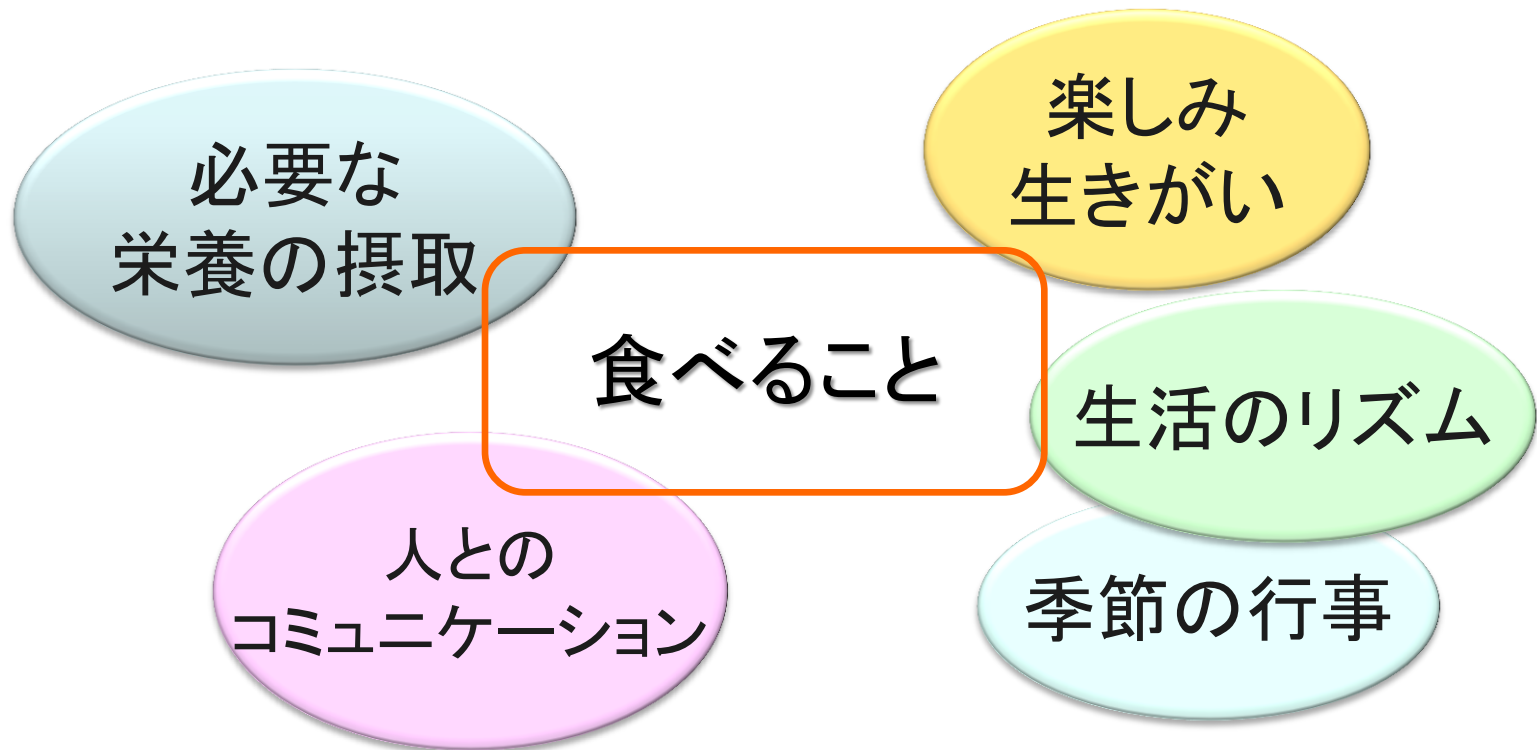 必要な
栄養の摂取
楽しみ
生きがい
食べること
生活のリズム
人との
コミュニケーション
季節の行事